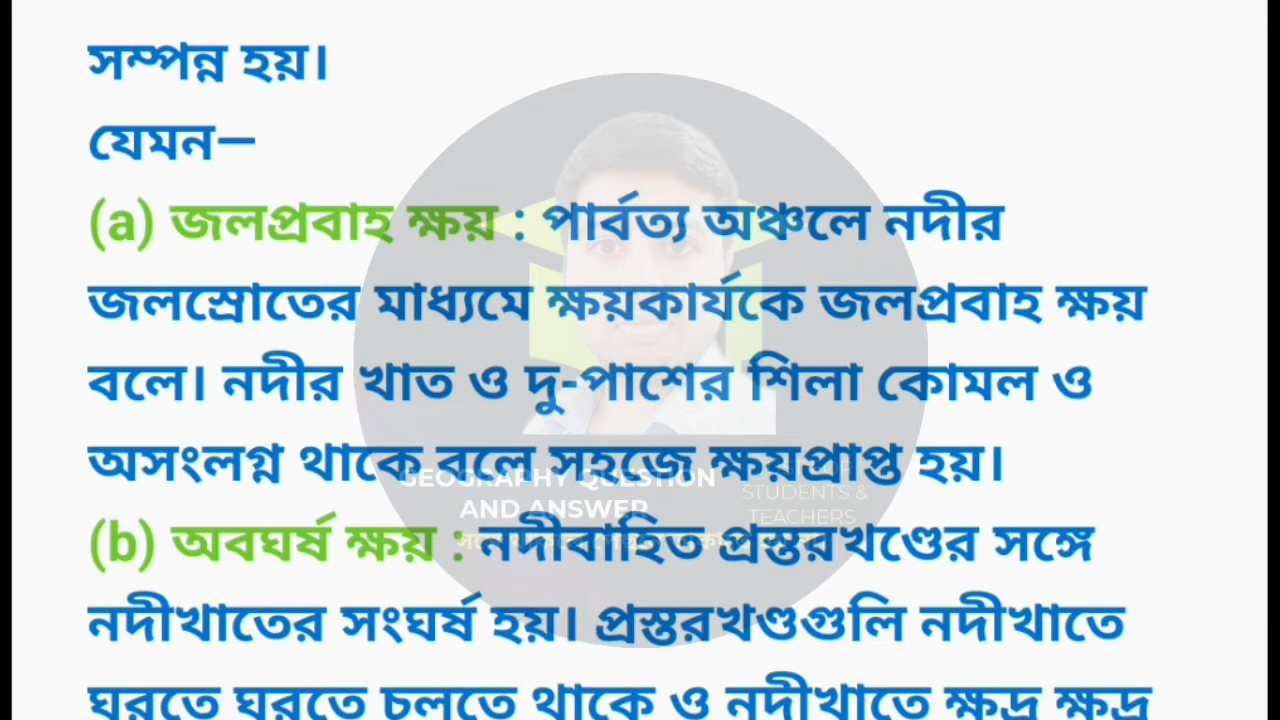 সম্পন্ন হয়।
যেমন—
(a) জলপ্রবাহ ক্ষয় : পার্বত্য অঞ্চলে নদীর
জলস্রোতের মাধ্যমে ক্ষয়কার্যকে জলপ্রবাহ ক্ষয়
বলে। নদীর খাত ও দু-পাশের শিলা কোমল ও
অসংলগ্ন থাকে বলে সহজে ক্ষয়প্রাপ্ত হয়।
GEOGRAPHY QUESTION
AND ANSWER
STUDENTS &
TEACHERS
(b) অবঘর্ষ ক্ষয় : নদীবাহিত প্রস্তরখণ্ডের সঙ্গে
নদীখাতের সংঘর্ষ হয়। প্রস্তরখণ্ডগুলি নদীখাতে
ঘুরতে ঘুরতে চলতে থাকে ও নদীখাতে ক্ষুদ্র ক্ষুদ্র